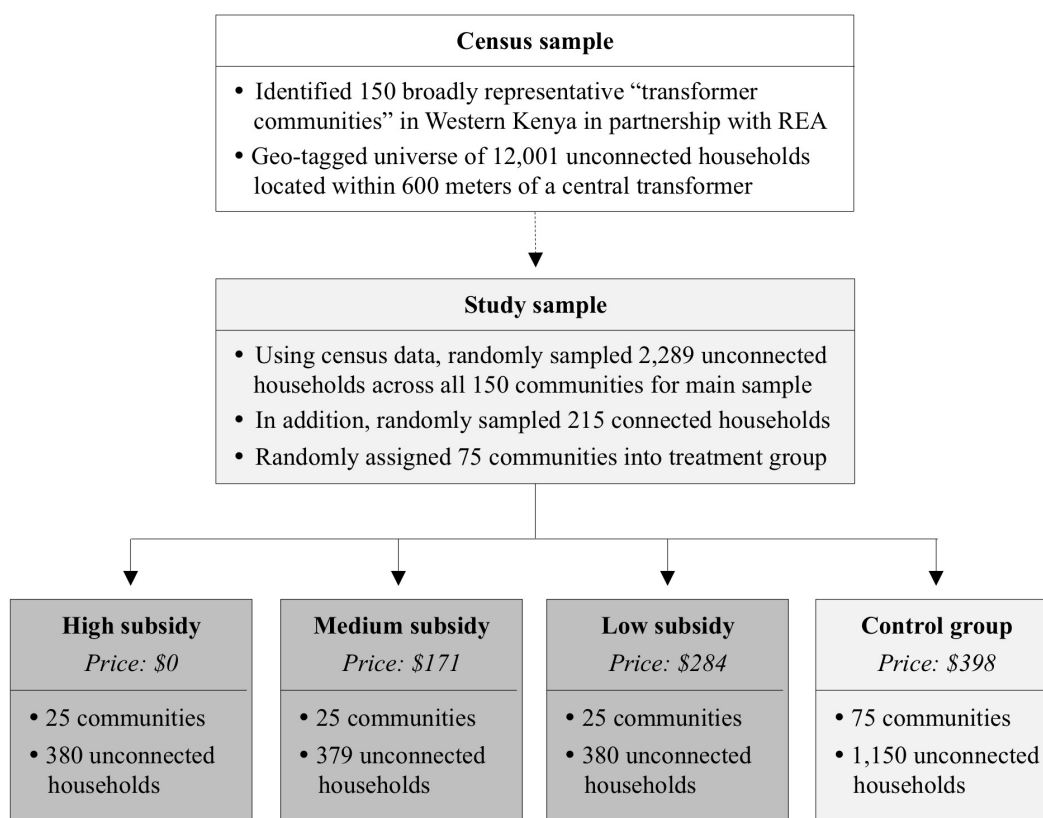 Census sample
• Identified 150 broadly representative “transformer
communities” in Western Kenya in partnership with REA
• Geo-tagged universe of 12,001 unconnected households
located within 600 meters of a central transformer
Study sample
• Using census data, randomly sampled 2,289 unconnected
households across all 150 communities for main sample
• In addition, randomly sampled 215 connected households
• Randomly assigned 75 communities into treatment group
High subsidy
Price: $0
• 25 communities
• 380 unconnected
households
Medium subsidy
Price: $171
• 25 communities
• 379 unconnected
households
Low subsidy
Price: $284
• 25 communities
• 380 unconnected
households
Control group
Price: $398
• 75 communities
• 1,150 unconnected
households